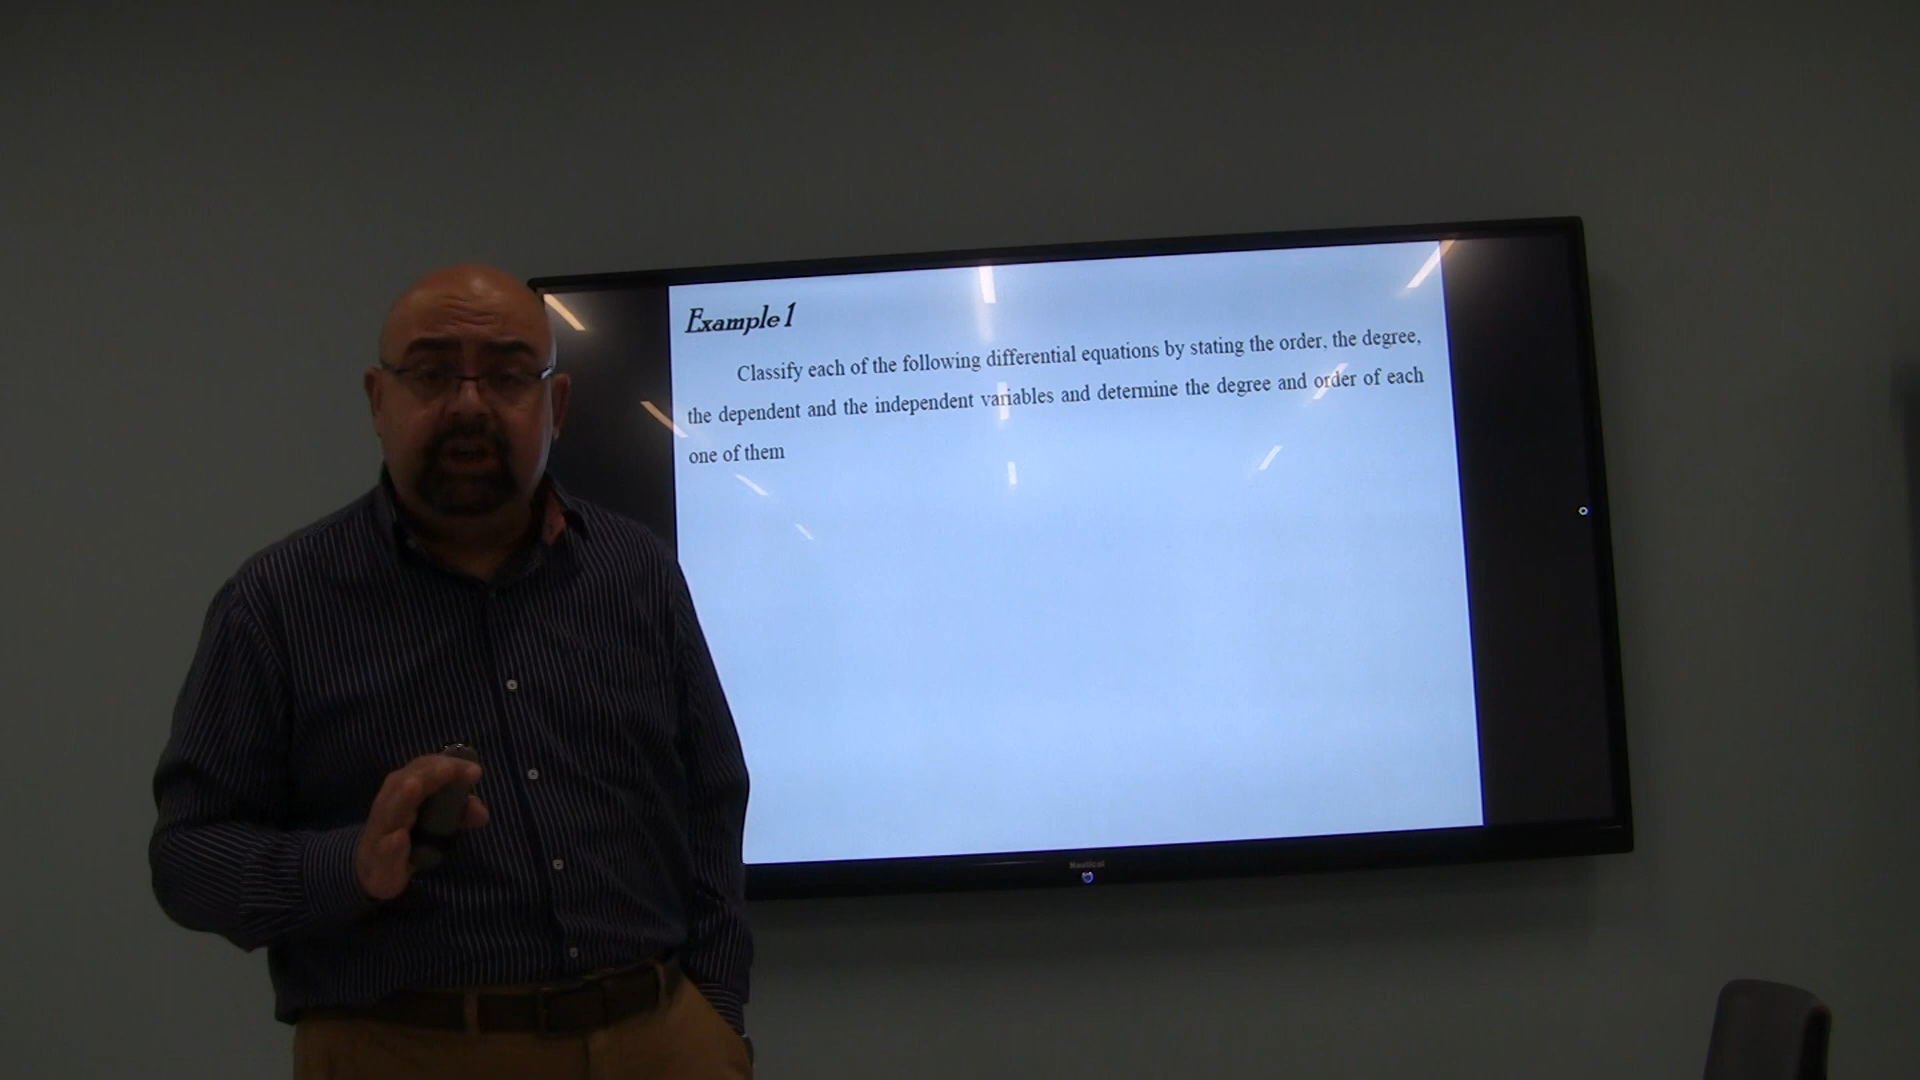 Example 1
Classify each of the following differential equations by stating the order, the degree,
the dependent and the independent variables and determine the degree and order of each
one of them
Nautical